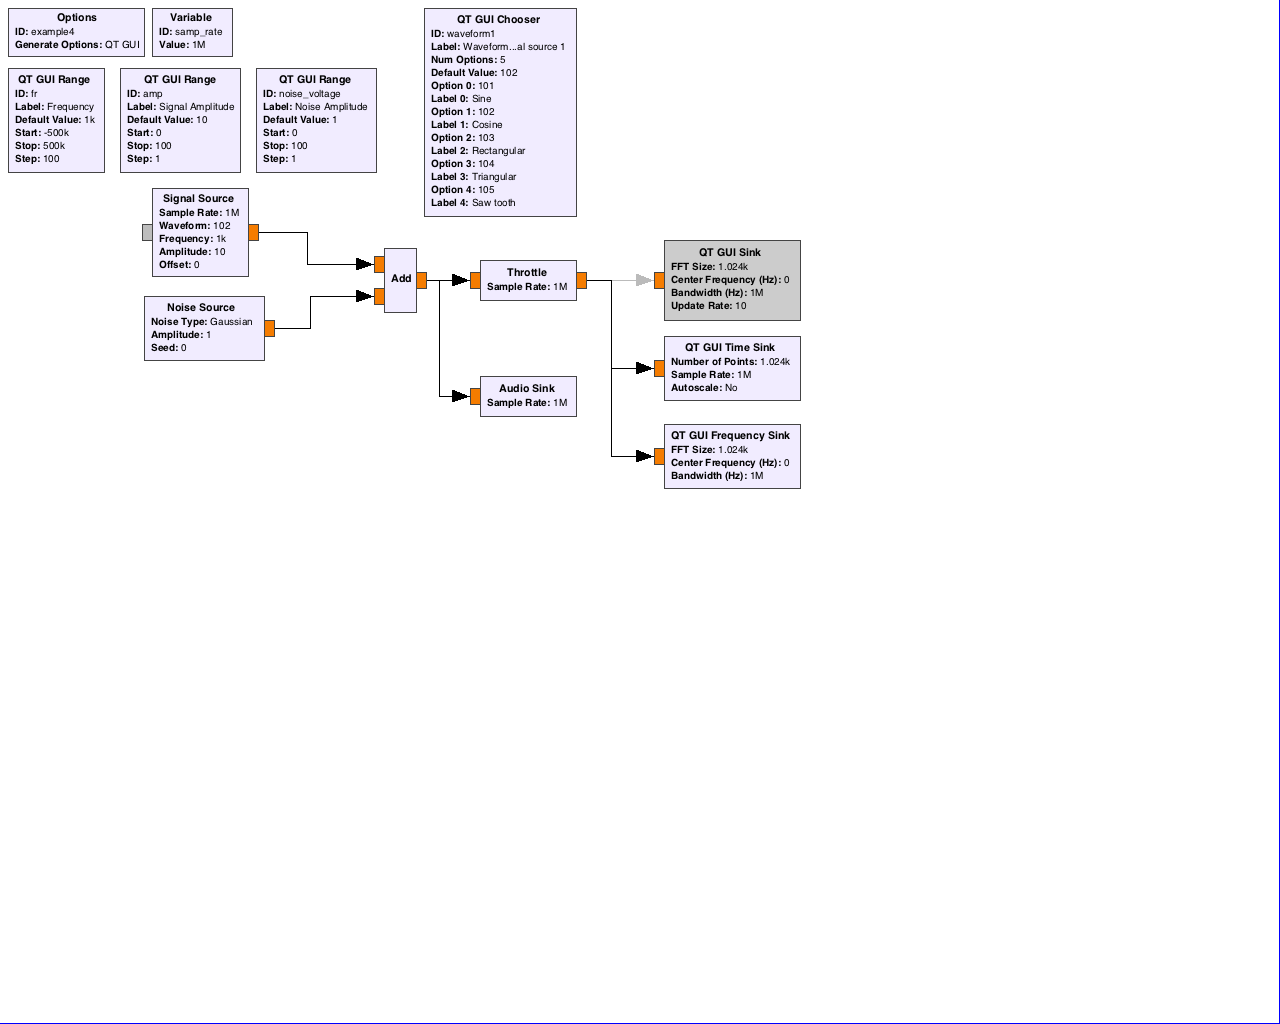 Options
ID: example4
Generate Options: QT GUI
Variable
ID: samp_rate
Value: 1M
QT GUI Chooser
ID: waveform1
Label: Waveform...al source 1
Num Options: 5
Default Value: 102
Option 0: 101
Label 0: Sine
Option 1: 102
Label 1: Cosine
Option 2: 103
Label 2: Rectangular
Option 3: 104
Label 3: Triangular
Option 4: 105
Label 4: Saw tooth
QT GUI Range
ID: fr
Label: Frequency
Default Value: 1k
Start: -500k
Stop: 500k
Step: 100
QT GUI Range
ID: amp
Label: Signal Amplitude
Default Value: 10
Start: 0
Stop: 100
Step: 1
QT GUI Range
ID: noise_voltage
Label: Noise Amplitude
Default Value: 1
Start: 0
Stop: 100
Step: 1
Signal Source
Sample Rate: 1M
Waveform: 102
Frequency: 1k
Amplitude: 10
Offset: 0
Noise Source
Noise Type: Gaussian
Amplitude: 1
Seed: 0
Add
Throttle
Sample Rate: 1M
Audio Sink
Sample Rate: 1M
QT GUI Sink
FFT Size: 1.024k
Center Frequency (Hz): 0
Bandwidth (Hz): 1M
Update Rate: 10
QT GUI Time Sink
Number of Points: 1.024k
Sample Rate: 1M
Autoscale: No
QT GUI Frequency Sink
FFT Size: 1.024k
Center Frequency (Hz): 0
Bandwidth (Hz): 1M